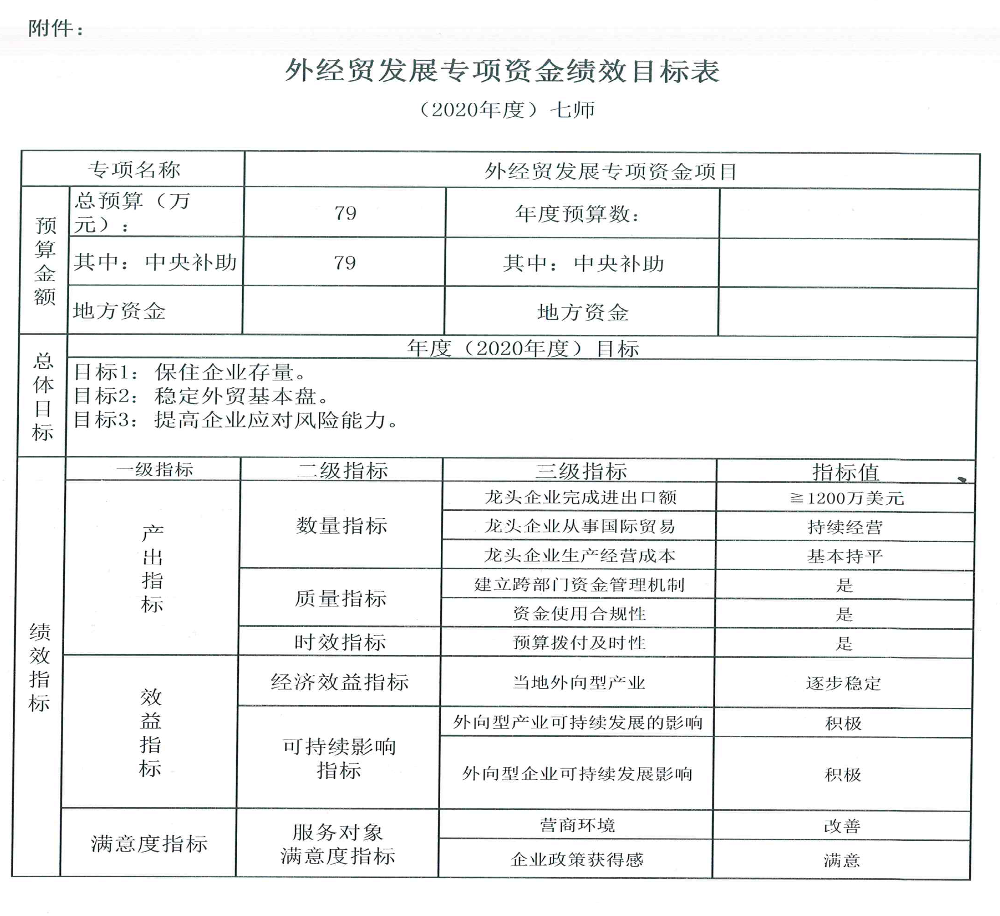 附件：
外经贸发展专项资金绩效目标表
（2020年度）七师
专项名称
外经贸发展专项资金项目
预算金额
总预算（万
元）：
79
年度预算数：
其中：中央补助
79
其中：中央补助
地方资金
地方资金
总体目标
年度（2020年度）目标
目标1：保住企业存量。
目标2：稳定外贸基本盘。
目标3：提高企业应对风险能力。
绩效指标
一级指标
二级指标
三级指标
指标值
产出指标
数量指标
龙头企业完成进出口额
≧1200万美元
龙头企业从事国际贸易
持续经营
龙头企业生产经营成本
基本持平
质量指标
建立跨部门资金管理机制
是
资金使用合规性
是
时效指标
预算拨付及时性
是
效益指标
经济效益指标
当地外向型产业
逐步稳定
可持续影响
指标
外向型产业可持续发展的影响
积极
外向型企业可持续发展影响
积极
满意度指标
服务对象
满意度指标
营商环境
改善
企业政策获得感
满意